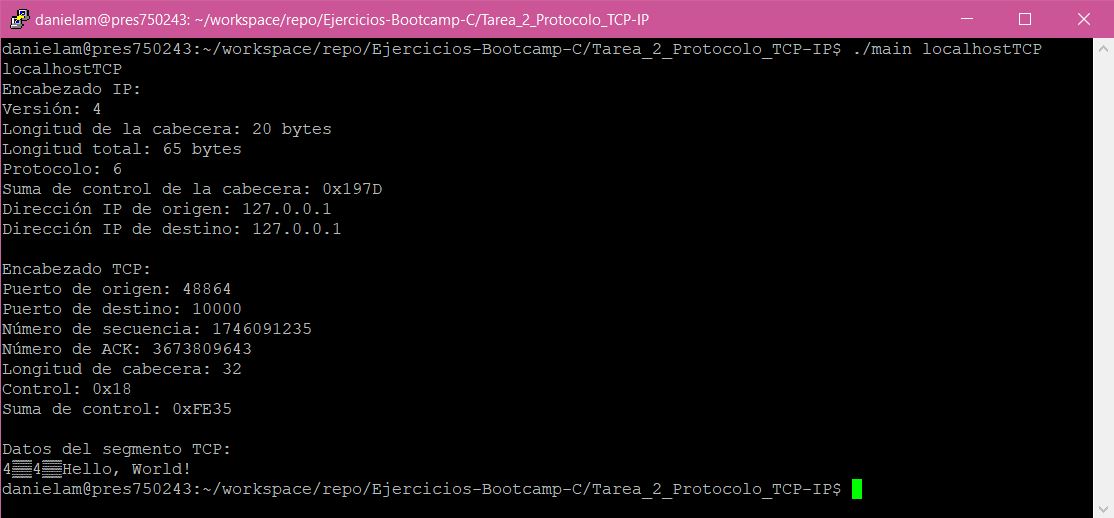 danielam@pres750243: ~/workspace/repo/Ejercicios-Bootcamp-C/Tarea_2_Protocolo_TCP-IP
danielam@pres750243:~/workspace/repo/Ejercicios-Bootcamp-C/Tarea_2_Protocolo_TCP-IP$ ./main localhostTCP
localhostTCP
Encabezado IP:
Versión: 4
Longitud de la cabecera: 20 bytes
Longitud total: 65 bytes
Protocolo: 6
Suma de control de la cabecera: 0x197D
Dirección IP de origen: 127.0.0.1
Dirección IP de destino: 127.0.0.1
Encabezado TCP:
Puerto de origen: 48864
Puerto de destino: 10000
Número de secuencia: 1746091235
Número de ACK: 3673809643
Longitud de cabecera: 32
Control: 0x18
Suma de control: 0xFE35
Datos del segmento TCP:
4▒▒4▒▒Hello, World!
danielam@pres750243:~/workspace/repo/Ejercicios-Bootcamp-C/Tarea_2_Protocolo_TCP-IP$